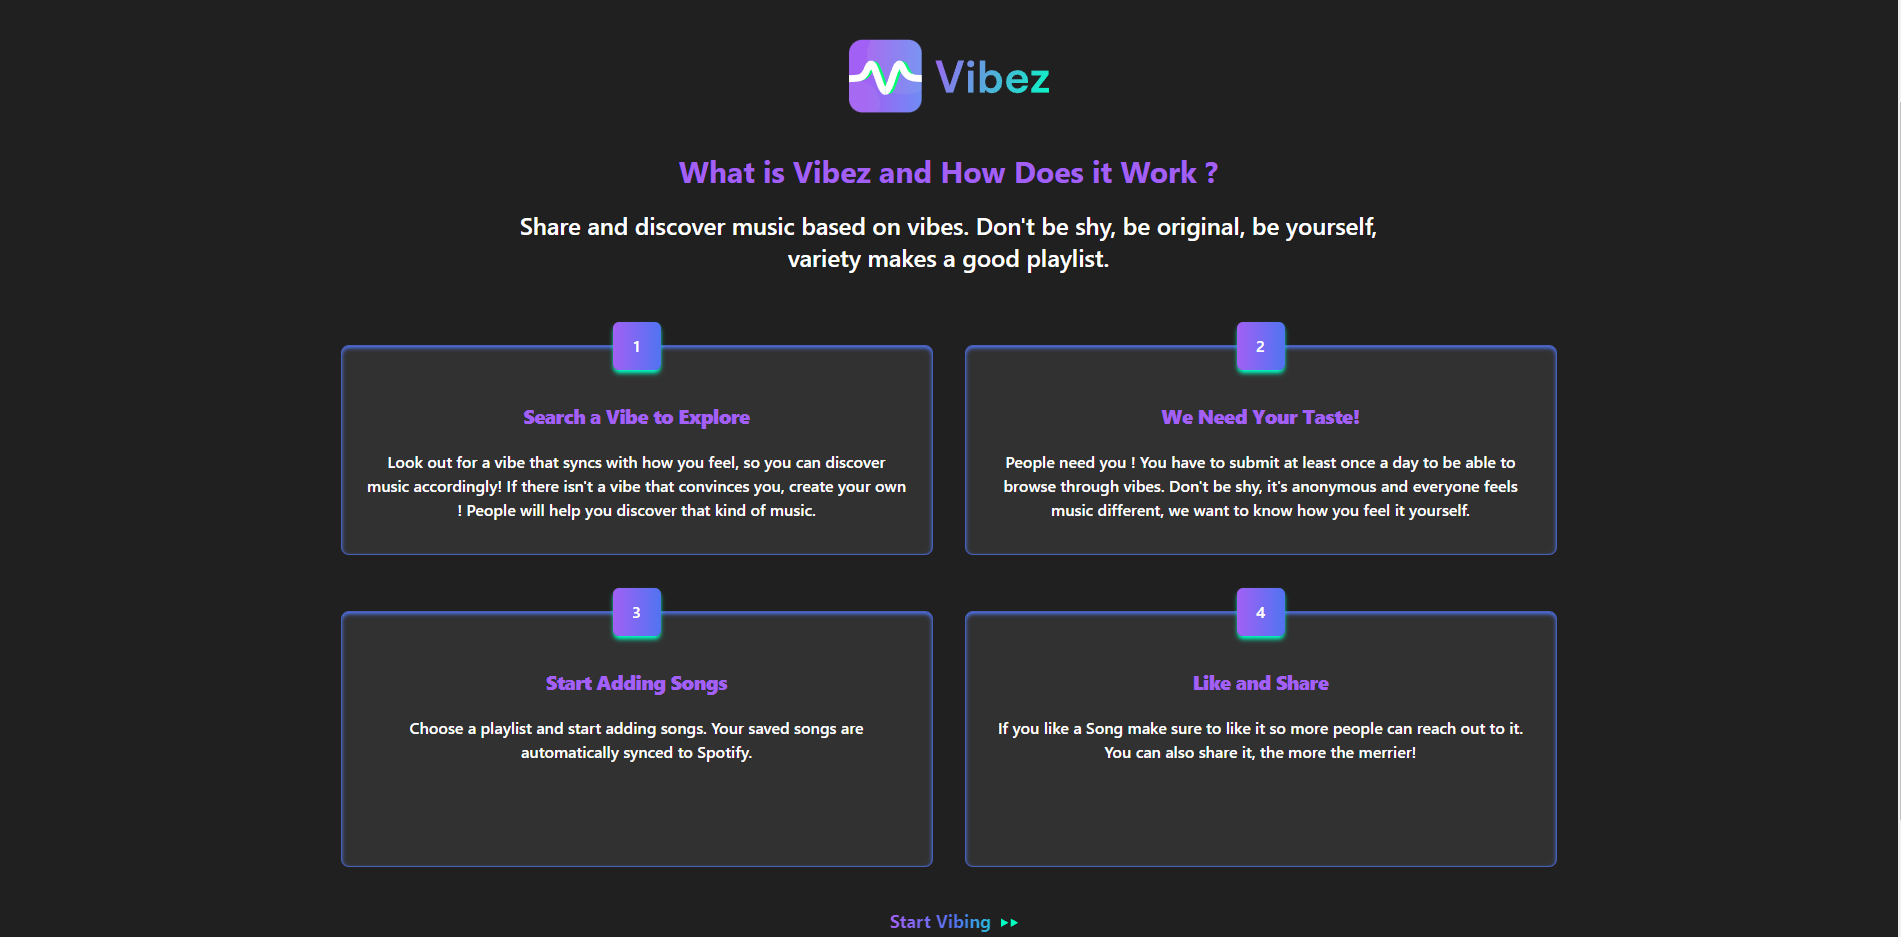 Vibez
What is Vibez and How Does it Work ?
Share and discover music based on vibes. Don't be shy, be original, be yourself,
variety makes a good playlist.
1
Search a Vibe to Explore
Look out for a vibe that syncs with how you feel, so you can discover
music accordingly! If there isn't a vibe that convinces you, create your own
! People will help you discover that kind of music.
2
We Need Your Taste!
People need you ! You have to submit at least once a day to be able to
browse through vibes. Don't be shy, it's anonymous and everyone feels
music different, we want to know how you feel it yourself.
3
Start Adding Songs
Choose a playlist and start adding songs. Your saved songs are
automatically synced to Spotify.
4
Like and Share
If you like a Song make sure to like it so more people can reach out to it.
You can also share it, the more the merrier!
Start Vibing